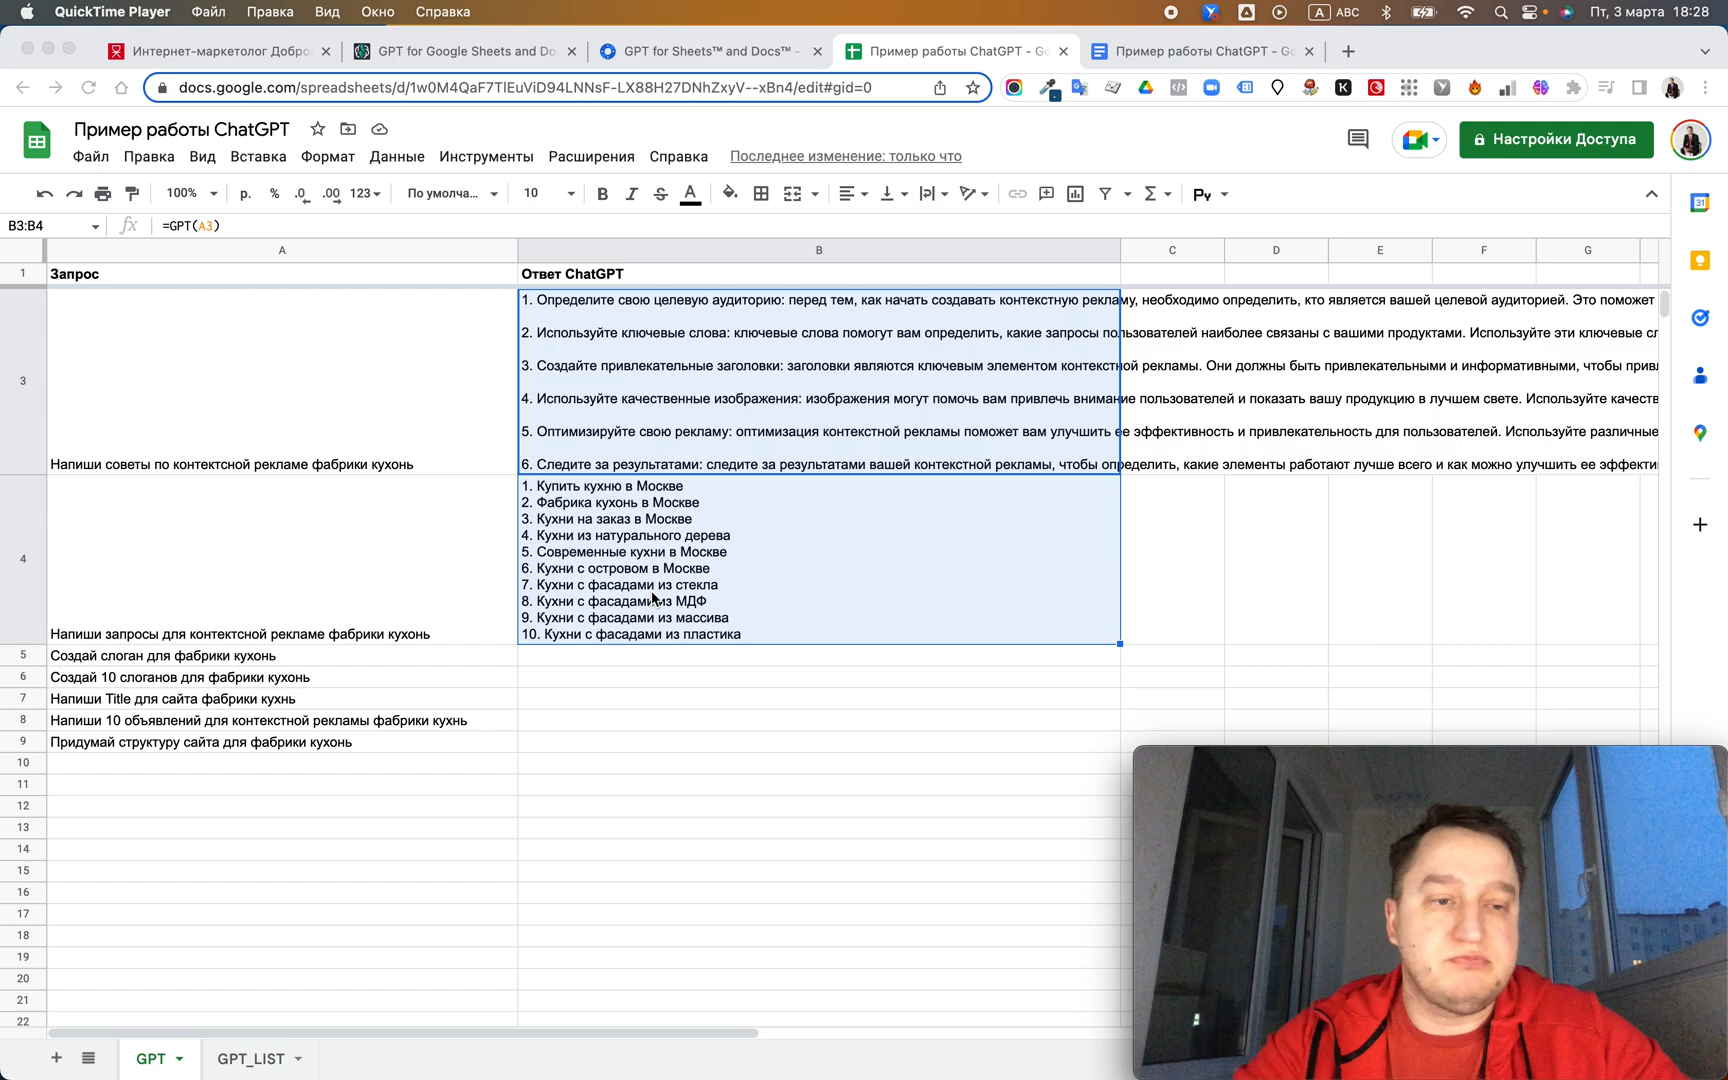 QuickTime Player Файл Правка Вид Окно Справка A ABC Пт, 3 марта 18:28
Интернет-маркетолог Добро GPT for Google Sheets and Do GPT for Sheets™ and Docs™ - Пример работы ChatGPT - Go Пример работы ChatGPT - Go
docs.google.com/spreadsheets/d/1w0M4QaF7TlEuViD94LNNsF-LX88H27DNhZxyV--xBn4/edit#gid=0
Пример работы ChatGPT
Настройки Доступа
Файл Правка Вид Вставка Формат Данные Инструменты Расширения Справка Последнее изменение: только что
100% р. % .0 .00 123 По умолча... 10 B I S A Σ Py
31
B3:B4 fx =GPT(A3)
A B C D E F G
1 Запрос Ответ ChatGPT
1. Определите свою целевую аудиторию: перед тем, как начать создавать контекстную рекламу, необходимо определить, кто является вашей целевой аудиторией. Это поможет
2. Используйте ключевые слова: ключевые слова помогут вам определить, какие запросы пользователей наиболее связаны с вашими продуктами. Используйте эти ключевые сл
3. Создайте привлекательные заголовки: заголовки являются ключевым элементом контекстной рекламы. Они должны быть привлекательными и информативными, чтобы привл
3
4. Используйте качественные изображения: изображения могут помочь вам привлечь внимание пользователей и показать вашу продукцию в лучшем свете. Используйте качеств
5. Оптимизируйте свою рекламу: оптимизация контекстной рекламы поможет вам улучшить ее эффективность и привлекательность для пользователей. Используйте различные
Напиши советы по контектсной рекламе фабрики кухонь 6. Следите за результатами: следите за результатами вашей контекстной рекламы, чтобы определить, какие элементы работают лучше всего и как можно улучшить ее эффекти
1. Купить кухню в Москве
2. Фабрика кухонь в Москве
3. Кухни на заказ в Москве
4. Кухни из натурального дерева
5. Современные кухни в Москве
4
6. Кухни с островом в Москве
7. Кухни с фасадами из стекла
8. Кухни с фасадами из МДФ
9. Кухни с фасадами из массива
Напиши запросы для контектсной рекламе фабрики кухонь 10. Кухни с фасадами из пластика
5 Создай слоган для фабрики кухонь
6 Создай 10 слоганов для фабрики кухонь
7 Напиши Title для сайта фабрики кухнь
8 Напиши 10 объявлений для контекстной рекламы фабрики кухнь
9 Придумай структуру сайта для фабрики кухонь
10
11
12
13
14
15
16
17
18
19
20
21
22
GPT GPT_LIST